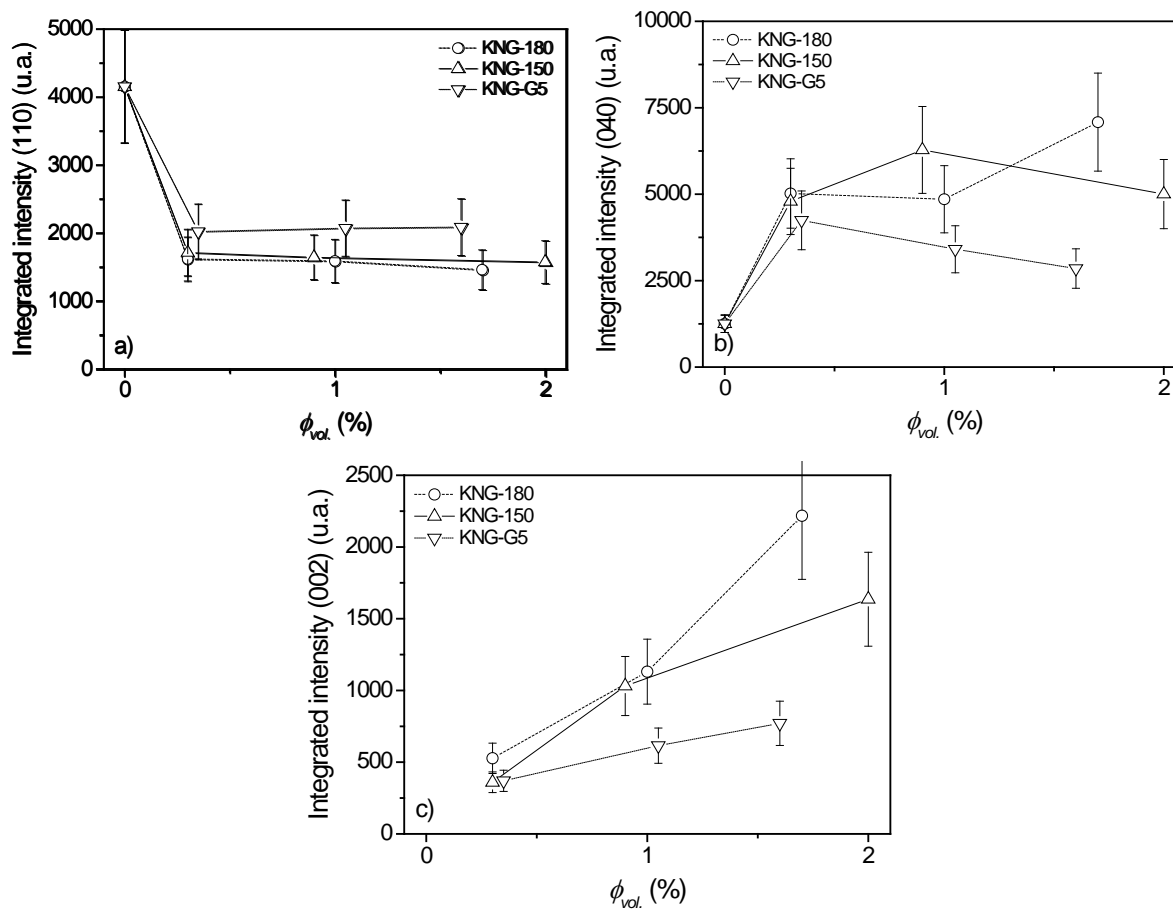 Integrated intensity (110) (u.a.)
5000
4000
3000
2000
1000
0
KNG-180
KNG-150
KNG-G5
a)
0
1
2
ϕvol. (%)
Integrated intensity (040) (u.a.)
10000
7500
5000
2500
0
KNG-180
KNG-150
KNG-G5
b)
0
1
2
ϕvol. (%)
Integrated intensity (002) (u.a.)
2500
2000
1500
1000
500
0
KNG-180
KNG-150
KNG-G5
c)
0
1
2
ϕvol. (%)